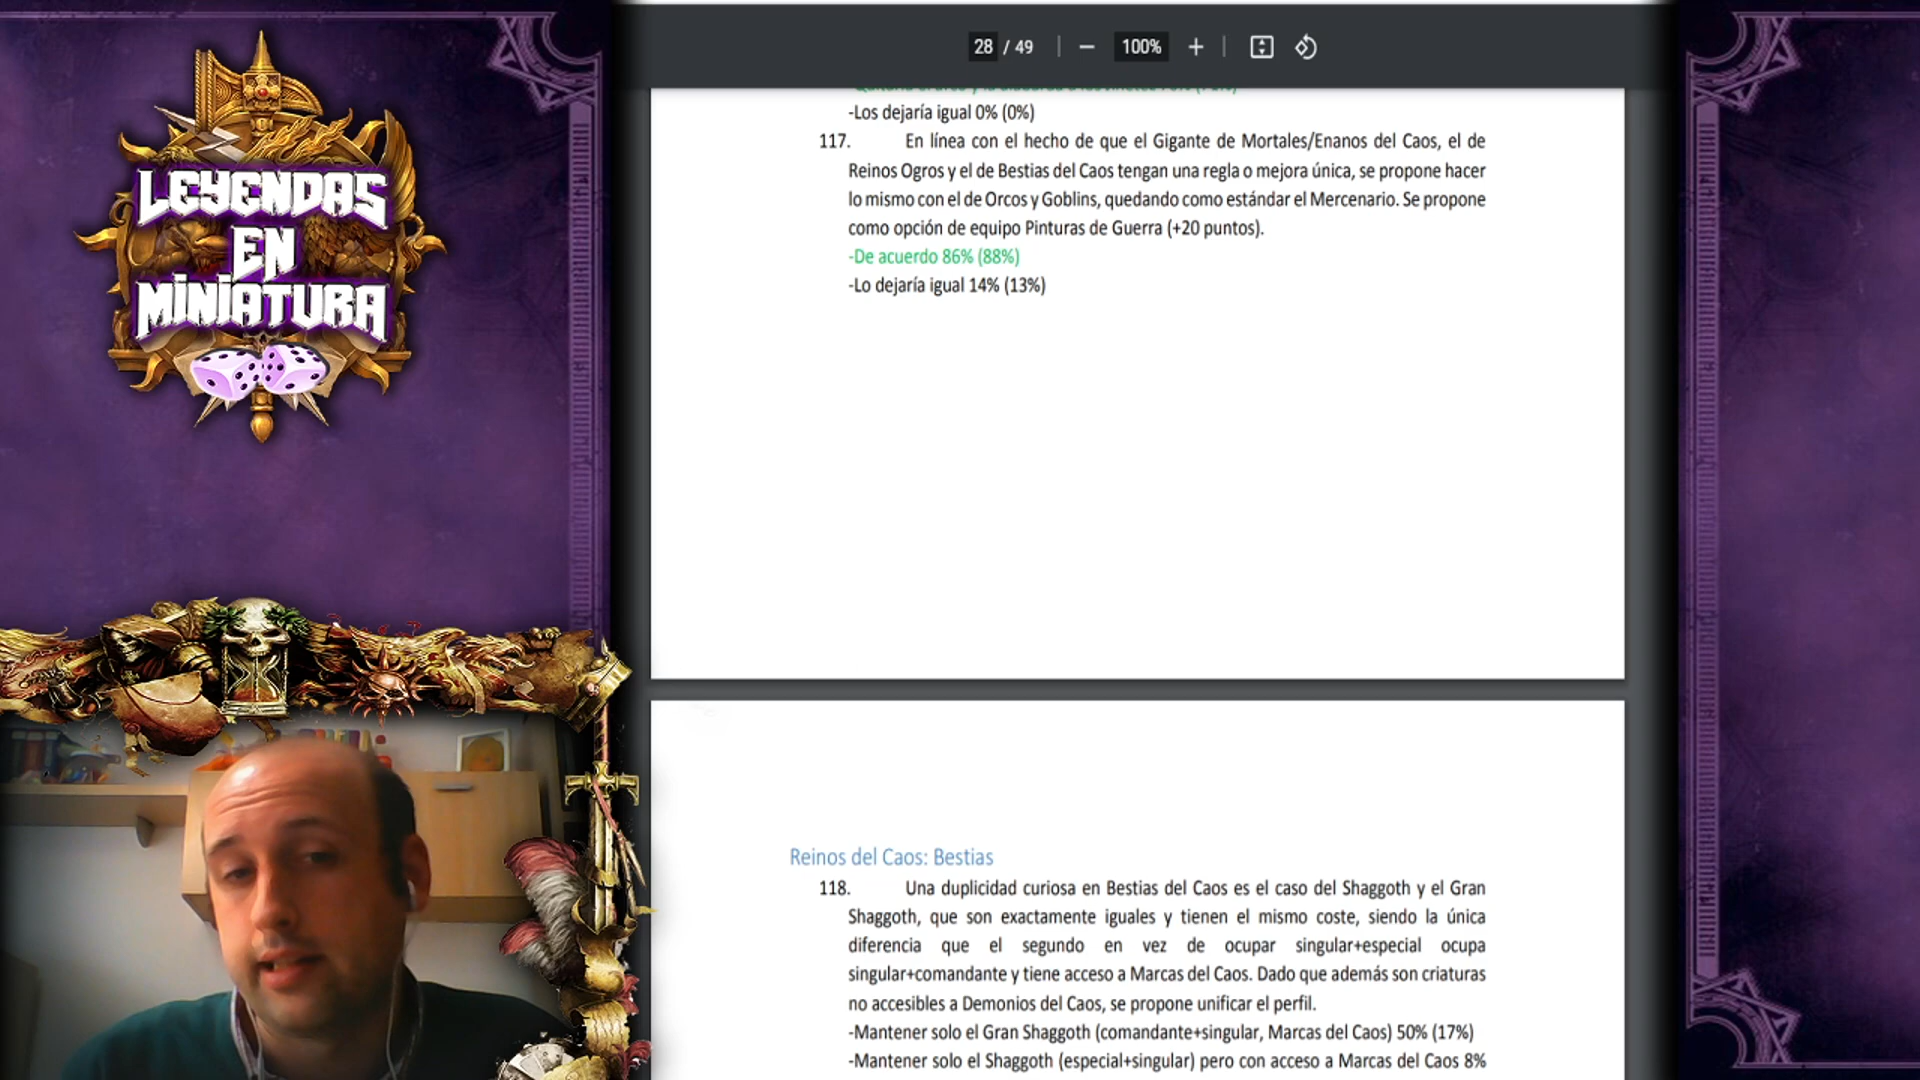 LEYENDAS
EN
MINIATURA
28 / 49
100%
-Los dejaría igual 0% (0%)
117. En línea con el hecho de que el Gigante de Mortales/Enanos del Caos, el de
Reinos Ogros y el de Bestias del Caos tengan una regla o mejora única, se propone hacer
lo mismo con el de Orcos y Goblins, quedando como estándar el Mercenario. Se propone
como opción de equipo Pinturas de Guerra (+20 puntos).
-De acuerdo 86% (88%)
-Lo dejaría igual 14% (13%)
Reinos del Caos: Bestias
118. Una duplicidad curiosa en Bestias del Caos es el caso del Shaggoth y el Gran
Shaggoth, que son exactamente iguales y tienen el mismo coste, siendo la única
diferencia que el segundo en vez de ocupar singular+especial ocupa
singular+comandante y tiene acceso a Marcas del Caos. Dado que además son criaturas
no accesibles a Demonios del Caos, se propone unificar el perfil.
-Mantener solo el Gran Shaggoth (comandante+singular, Marcas del Caos) 50% (17%)
-Mantener solo el Shaggoth (especial+singular) pero con acceso a Marcas del Caos 8%